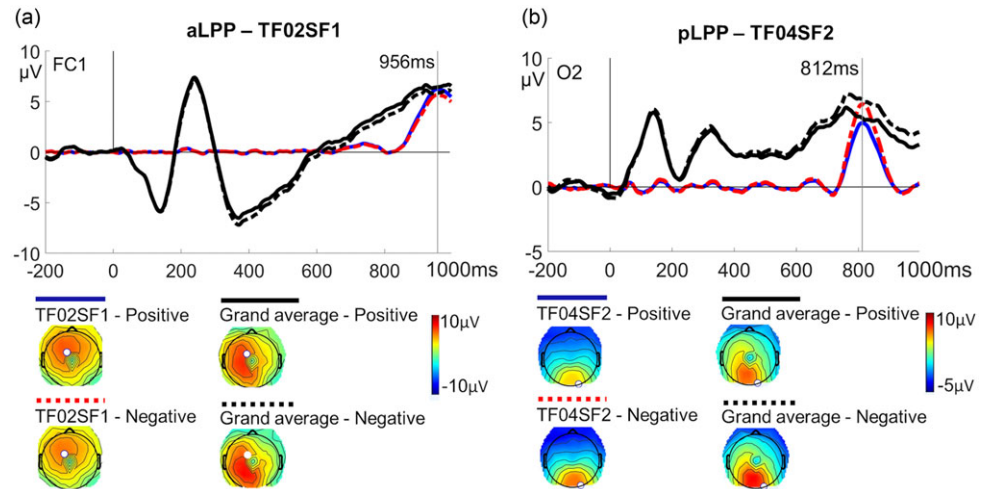 (a)
aLPP – TF02SF1
10
µV
FC1
956ms
5
0
-5
-10
-200 0 200 400 600 800 1000ms
TF02SF1 - Positive
Grand average - Positive
10µV
-10µV
TF02SF1 - Negative
Grand average - Negative
(b)
pLPP – TF04SF2
10
µV
O2
812ms
5
0
-5
-200 0 200 400 600 800 1000ms
TF04SF2 - Positive
Grand average - Positive
10µV
-5µV
TF04SF2 - Negative
Grand average - Negative